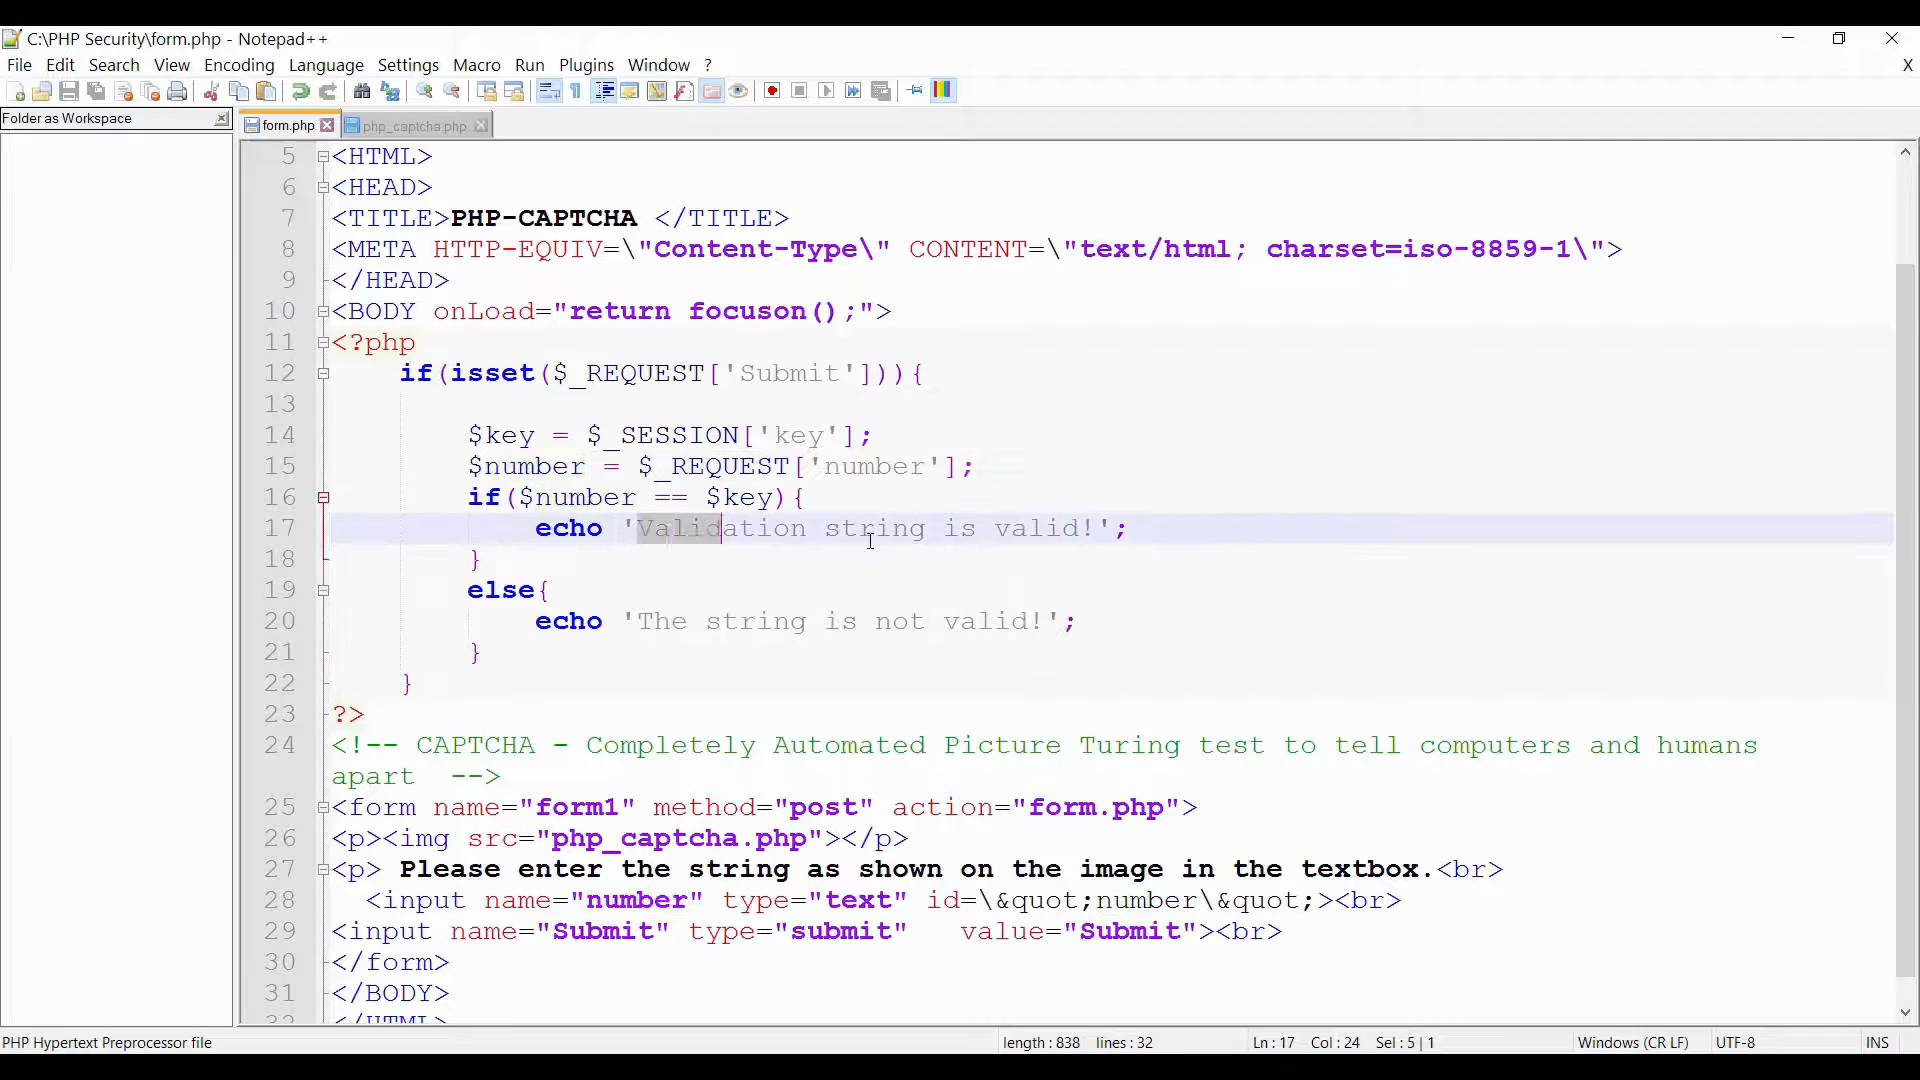 C:\PHP Security\form.php - Notepad++
File Edit Search View Encoding Language Settings Macro Run Plugins Window ? X
Folder as Workspace
form.php php_captcha.php
5 <HTML>
6 <HEAD>
7 <TITLE>PHP-CAPTCHA </TITLE>
8 <META HTTP-EQUIV=\"Content-Type\" CONTENT=\"text/html; charset=iso-8859-1\">
9 </HEAD>
10 <BODY onLoad="return focuson();">
11 <?php
12 if(isset($_REQUEST['Submit'])){
13
14 $key = $_SESSION['key'];
15 $number = $_REQUEST['number'];
16 if($number == $key){
17 echo 'Validation string is valid!';
18 }
19 else{
20 echo 'The string is not valid!';
21 }
22 }
23 ?>
24 <!-- CAPTCHA - Completely Automated Picture Turing test to tell computers and humans
apart -->
25 <form name="form1" method="post" action="form.php">
26 <p><img src="php_captcha.php"></p>
27 <p> Please enter the string as shown on the image in the textbox.<br>
28 <input name="number" type="text" id=\&quot;number\&quot;><br>
29 <input name="Submit" type="submit" value="Submit"><br>
30 </form>
31 </BODY>
32 </HTML>
PHP Hypertext Preprocessor file length : 838 lines : 32 Ln : 17 Col : 24 Sel : 5 | 1 Windows (CR LF) UTF-8 INS